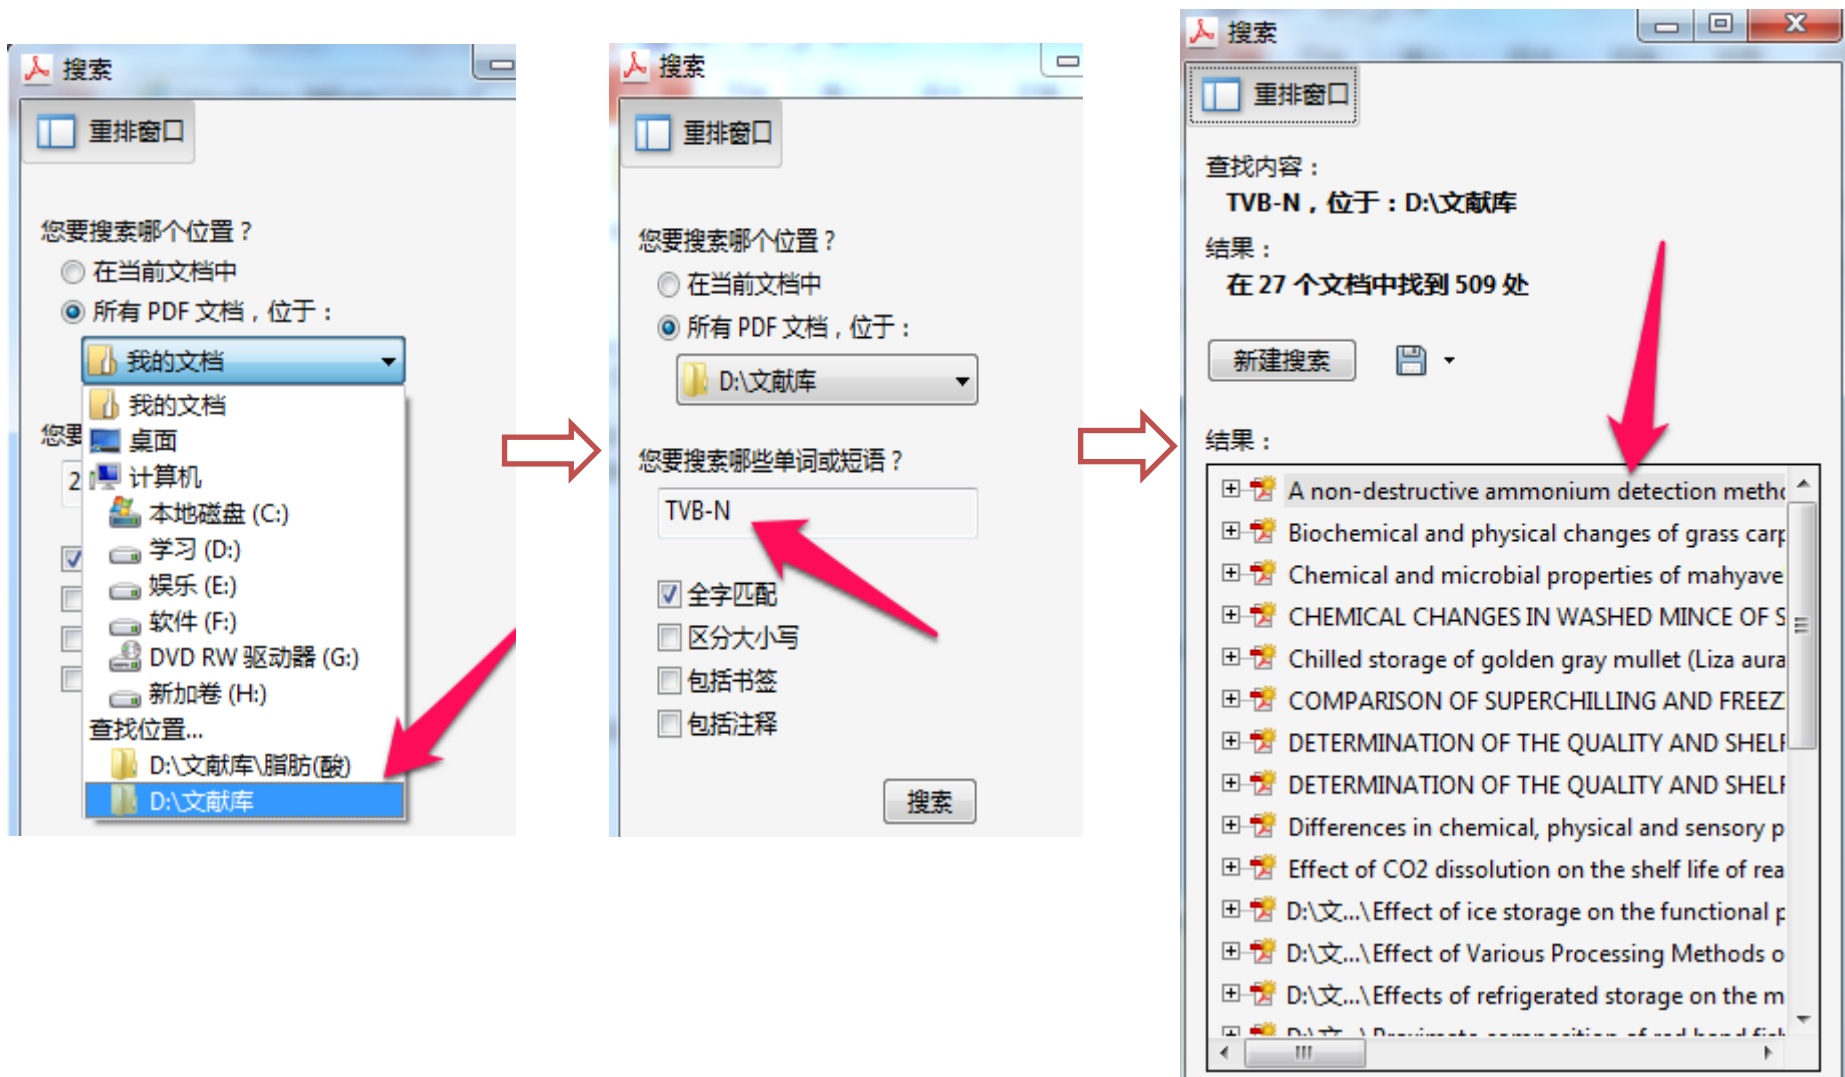 搜索
重排窗口
您要搜索哪个位置？
在当前文档中
所有 PDF 文档，位于：
我的文档
我的文档
您要
桌面
计算机
2
本地磁盘 (C:)
学习 (D:)
娱乐 (E:)
软件 (F:)
DVD RW 驱动器 (G:)
新加卷 (H:)
查找位置...
D:\文献库\脂肪(酸)
D:\文献库
搜索
重排窗口
您要搜索哪个位置？
在当前文档中
所有 PDF 文档，位于：
D:\文献库
您要搜索哪些单词或短语？
TVB-N
全字匹配
区分大小写
包括书签
包括注释
搜索
搜索
重排窗口
查找内容：
TVB-N，位于：D:\文献库
结果：
在 27 个文档中找到 509 处
新建搜索
结果：
A non-destructive ammonium detection metho
Biochemical and physical changes of grass carp
Chemical and microbial properties of mahyave
CHEMICAL CHANGES IN WASHED MINCE OF S
Chilled storage of golden gray mullet (Liza aura
COMPARISON OF SUPERCHILLING AND FREEZ
DETERMINATION OF THE QUALITY AND SHELF
DETERMINATION OF THE QUALITY AND SHELF
Differences in chemical, physical and sensory p
Effect of CO2 dissolution on the shelf life of rea
D:\文...\Effect of ice storage on the functional p
D:\文...\Effect of Various Processing Methods o
D:\文...\Effects of refrigerated storage on the m
D:\文...\Proximate composition of red band fish